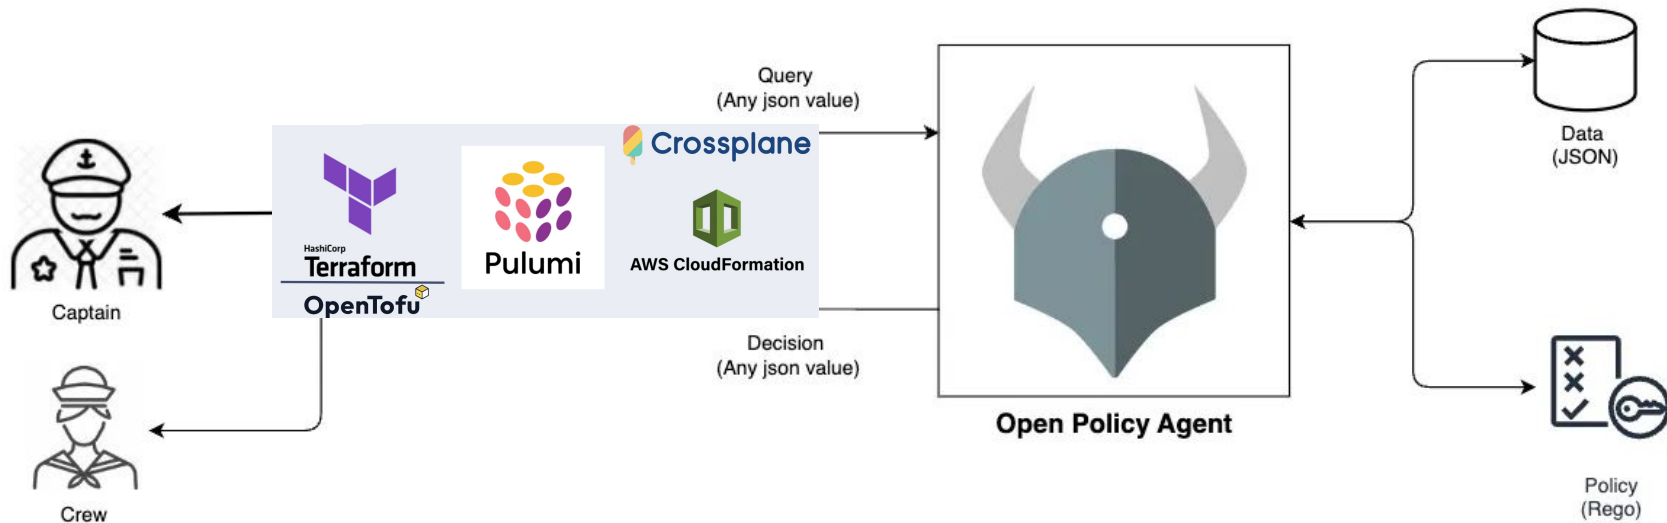 Query
(Any json value)
Data
(JSON)
Crossplane
HashiCorp
Terraform
OpenTofu
Pulumi
AWS CloudFormation
Captain
Decision
(Any json value)
Open Policy Agent
Crew
Policy
(Rego)